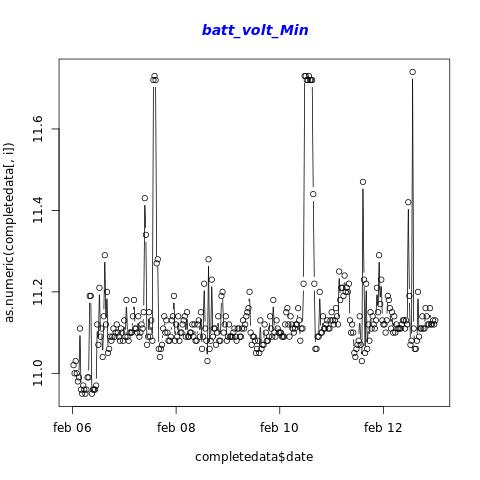 batt_volt_Min
as.numeric(completedata[, i])
11.6
11.4
11.2
11.0
feb 06
feb 08
feb 10
feb 12
completedata$date